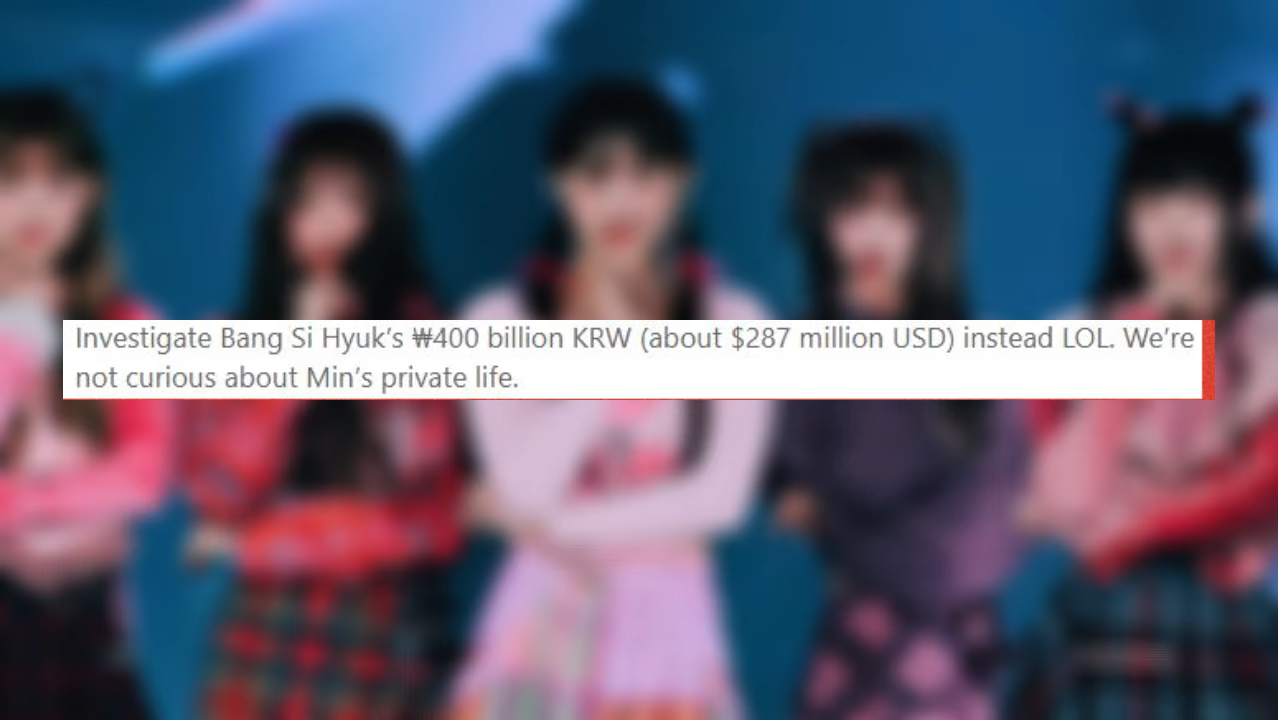 Investigate Bang Si Hyuk’s ₩400 billion KRW (about $287 million USD) instead LOL. We’re
not curious about Min’s private life.